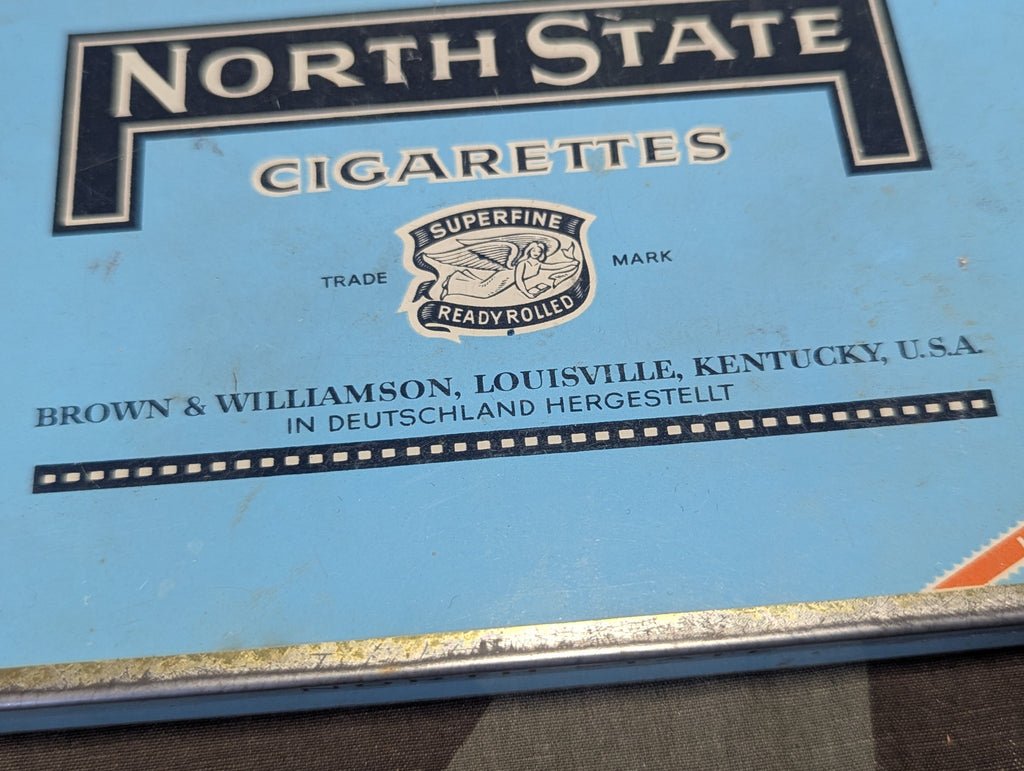 NORTH STATE
CIGARETTES
SUPERFINE
TRADE MARK
READY ROLLED
BROWN & WILLIAMSON, LOUISVILLE, KENTUCKY, U.S.A.
IN DEUTSCHLAND HERGESTELLT